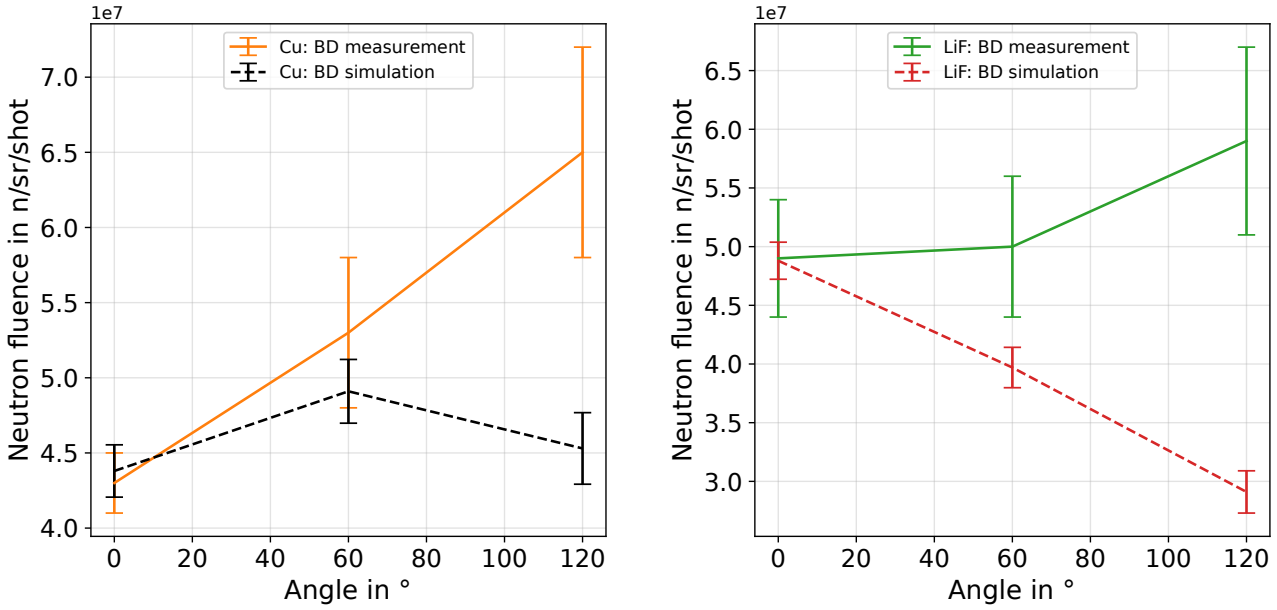 1e7
Cu: BD measurement
Cu: BD simulation
Neutron fluence in n/sr/shot
7.0
6.5
6.0
5.5
5.0
4.5
4.0
0 20 40 60 80 100 120
Angle in °
1e7
LiF: BD measurement
LiF: BD simulation
Neutron fluence in n/sr/shot
6.5
6.0
5.5
5.0
4.5
4.0
3.5
3.0
0 20 40 60 80 100 120
Angle in °